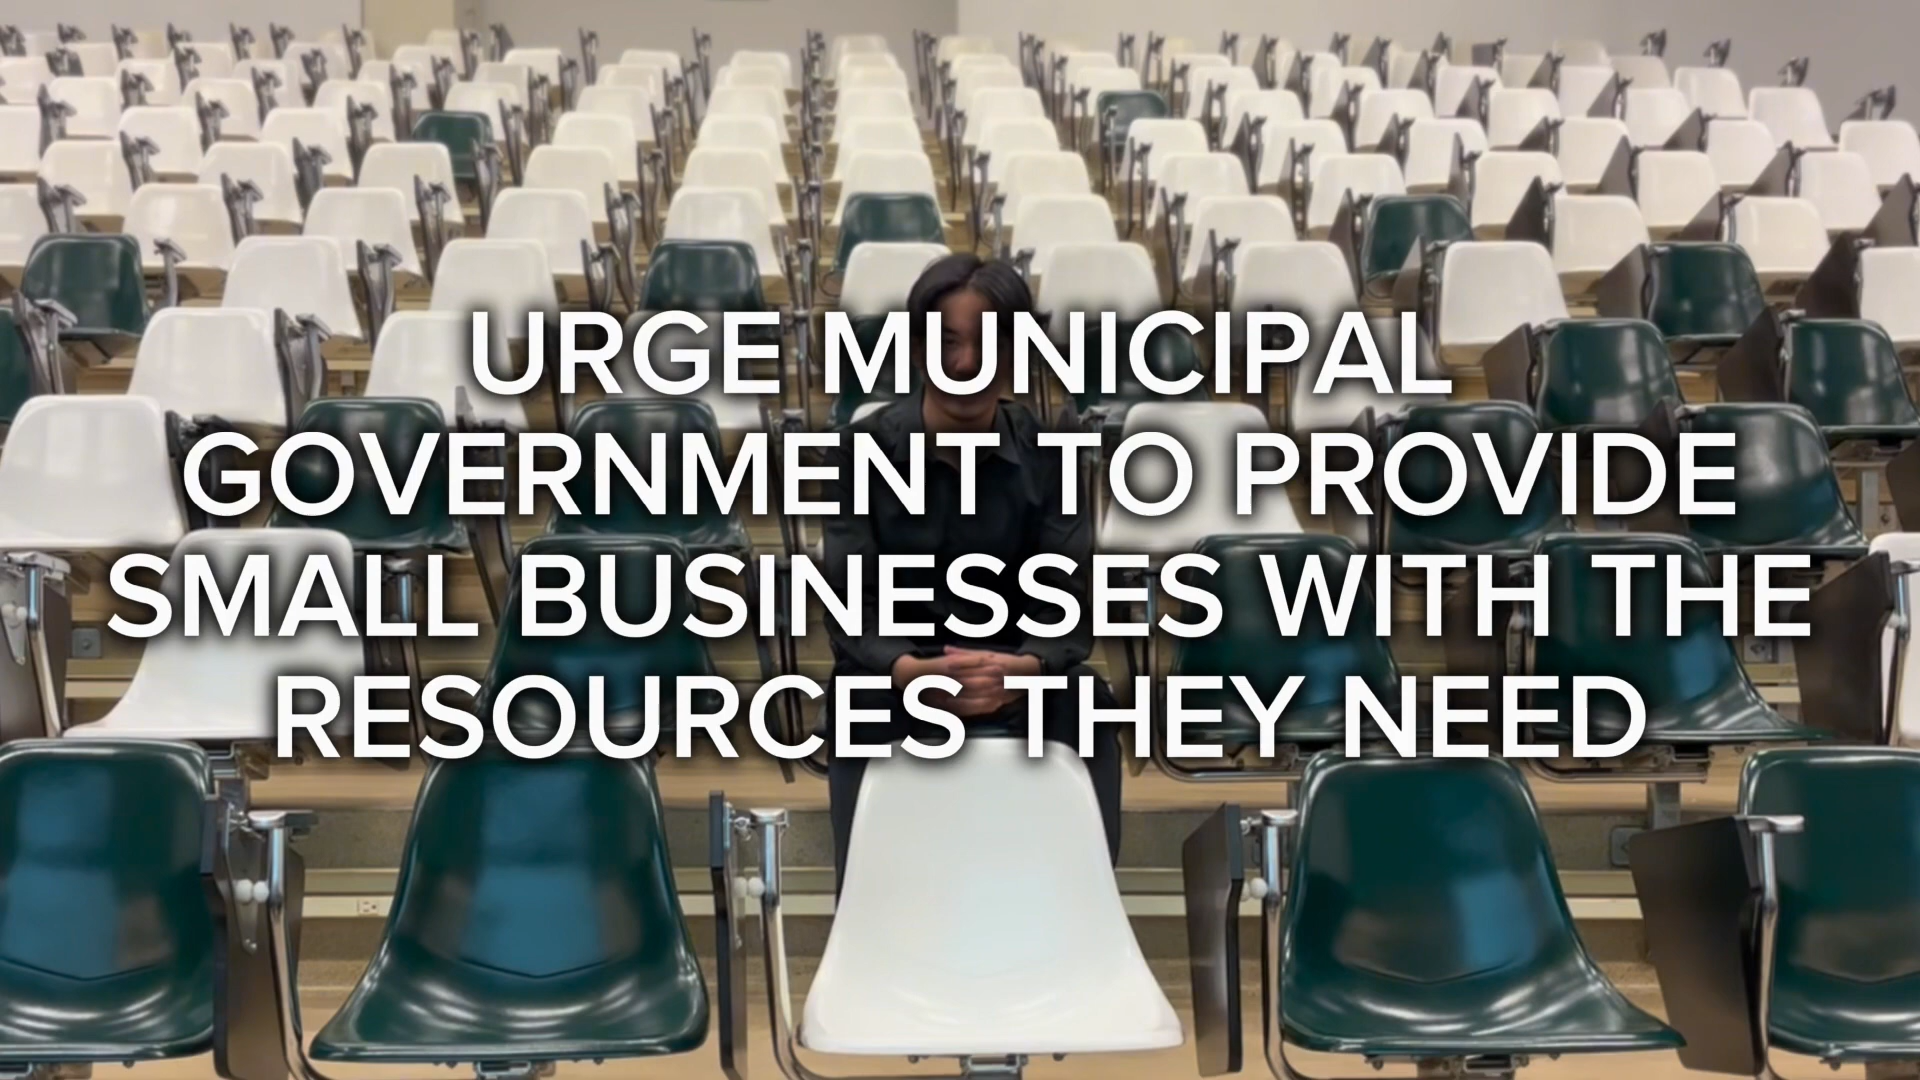 URGE MUNICIPAL
GOVERNMENT TO PROVIDE
SMALL BUSINESSES WITH THE
RESOURCES THEY NEED